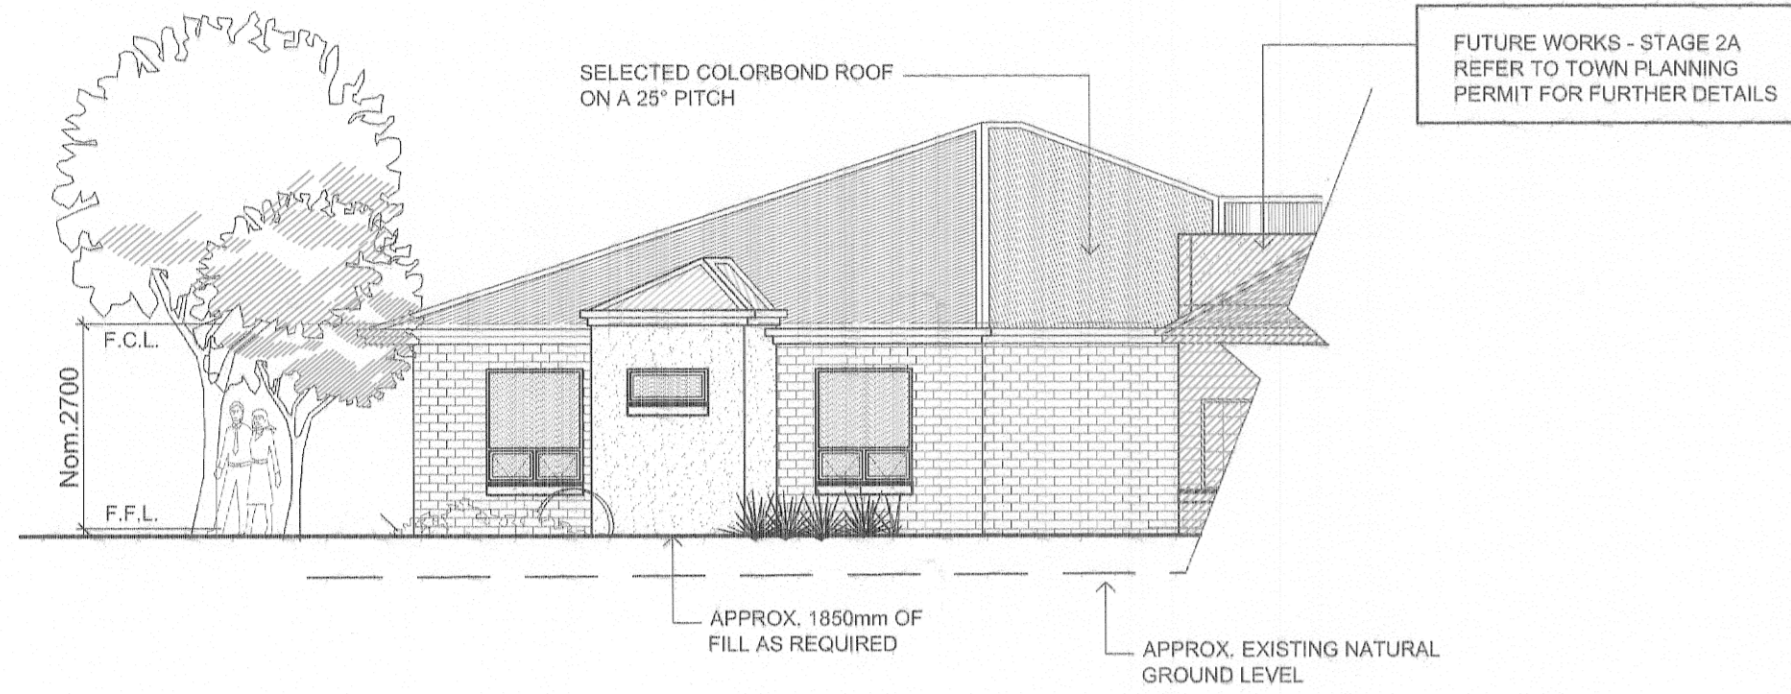 FUTURE WORKS - STAGE 2A
REFER TO TOWN PLANNING
PERMIT FOR FURTHER DETAILS
SELECTED COLORBOND ROOF
ON A 25° PITCH
F.C.L.
Nom.2700
F.F.L.
APPROX. 1850mm OF
FILL AS REQUIRED
APPROX. EXISTING NATURAL
GROUND LEVEL